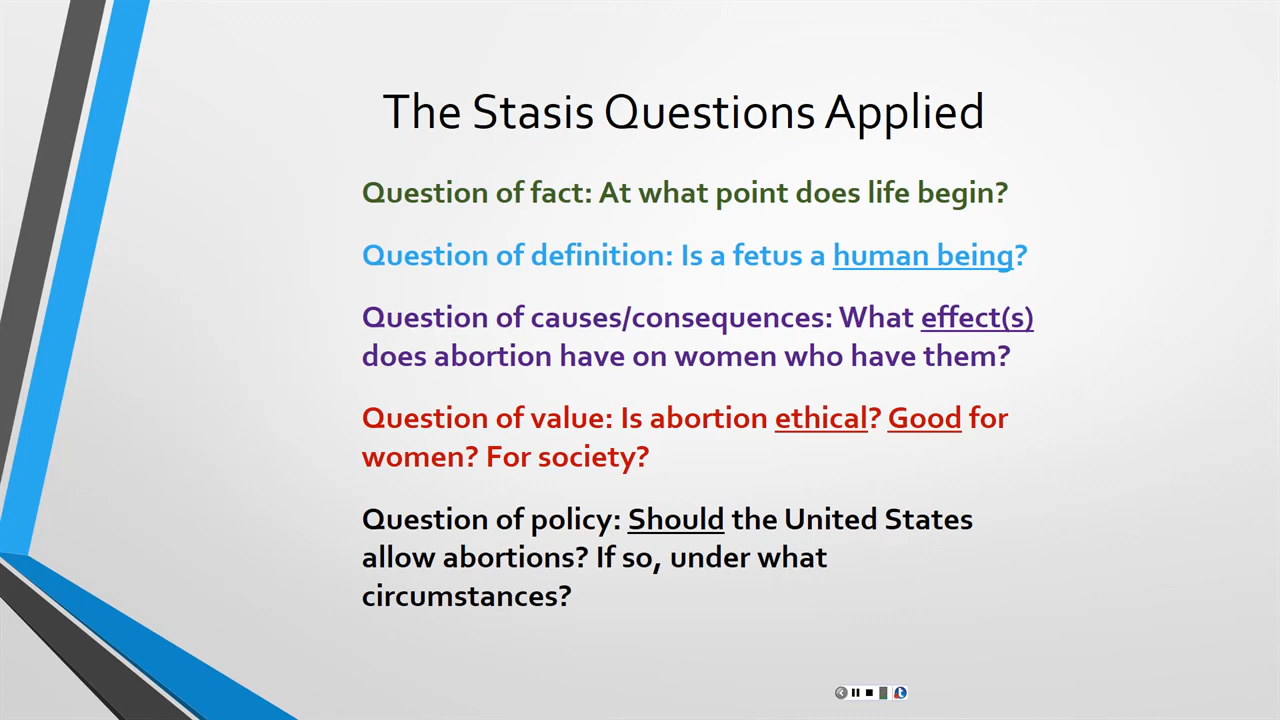 The Stasis Questions Applied
Question of fact: At what point does life begin?
Question of definition: Is a fetus a human being?
Question of causes/consequences: What effect(s)
does abortion have on women who have them?
Question of value: Is abortion ethical? Good for
women? For society?
Question of policy: Should the United States
allow abortions? If so, under what
circumstances?